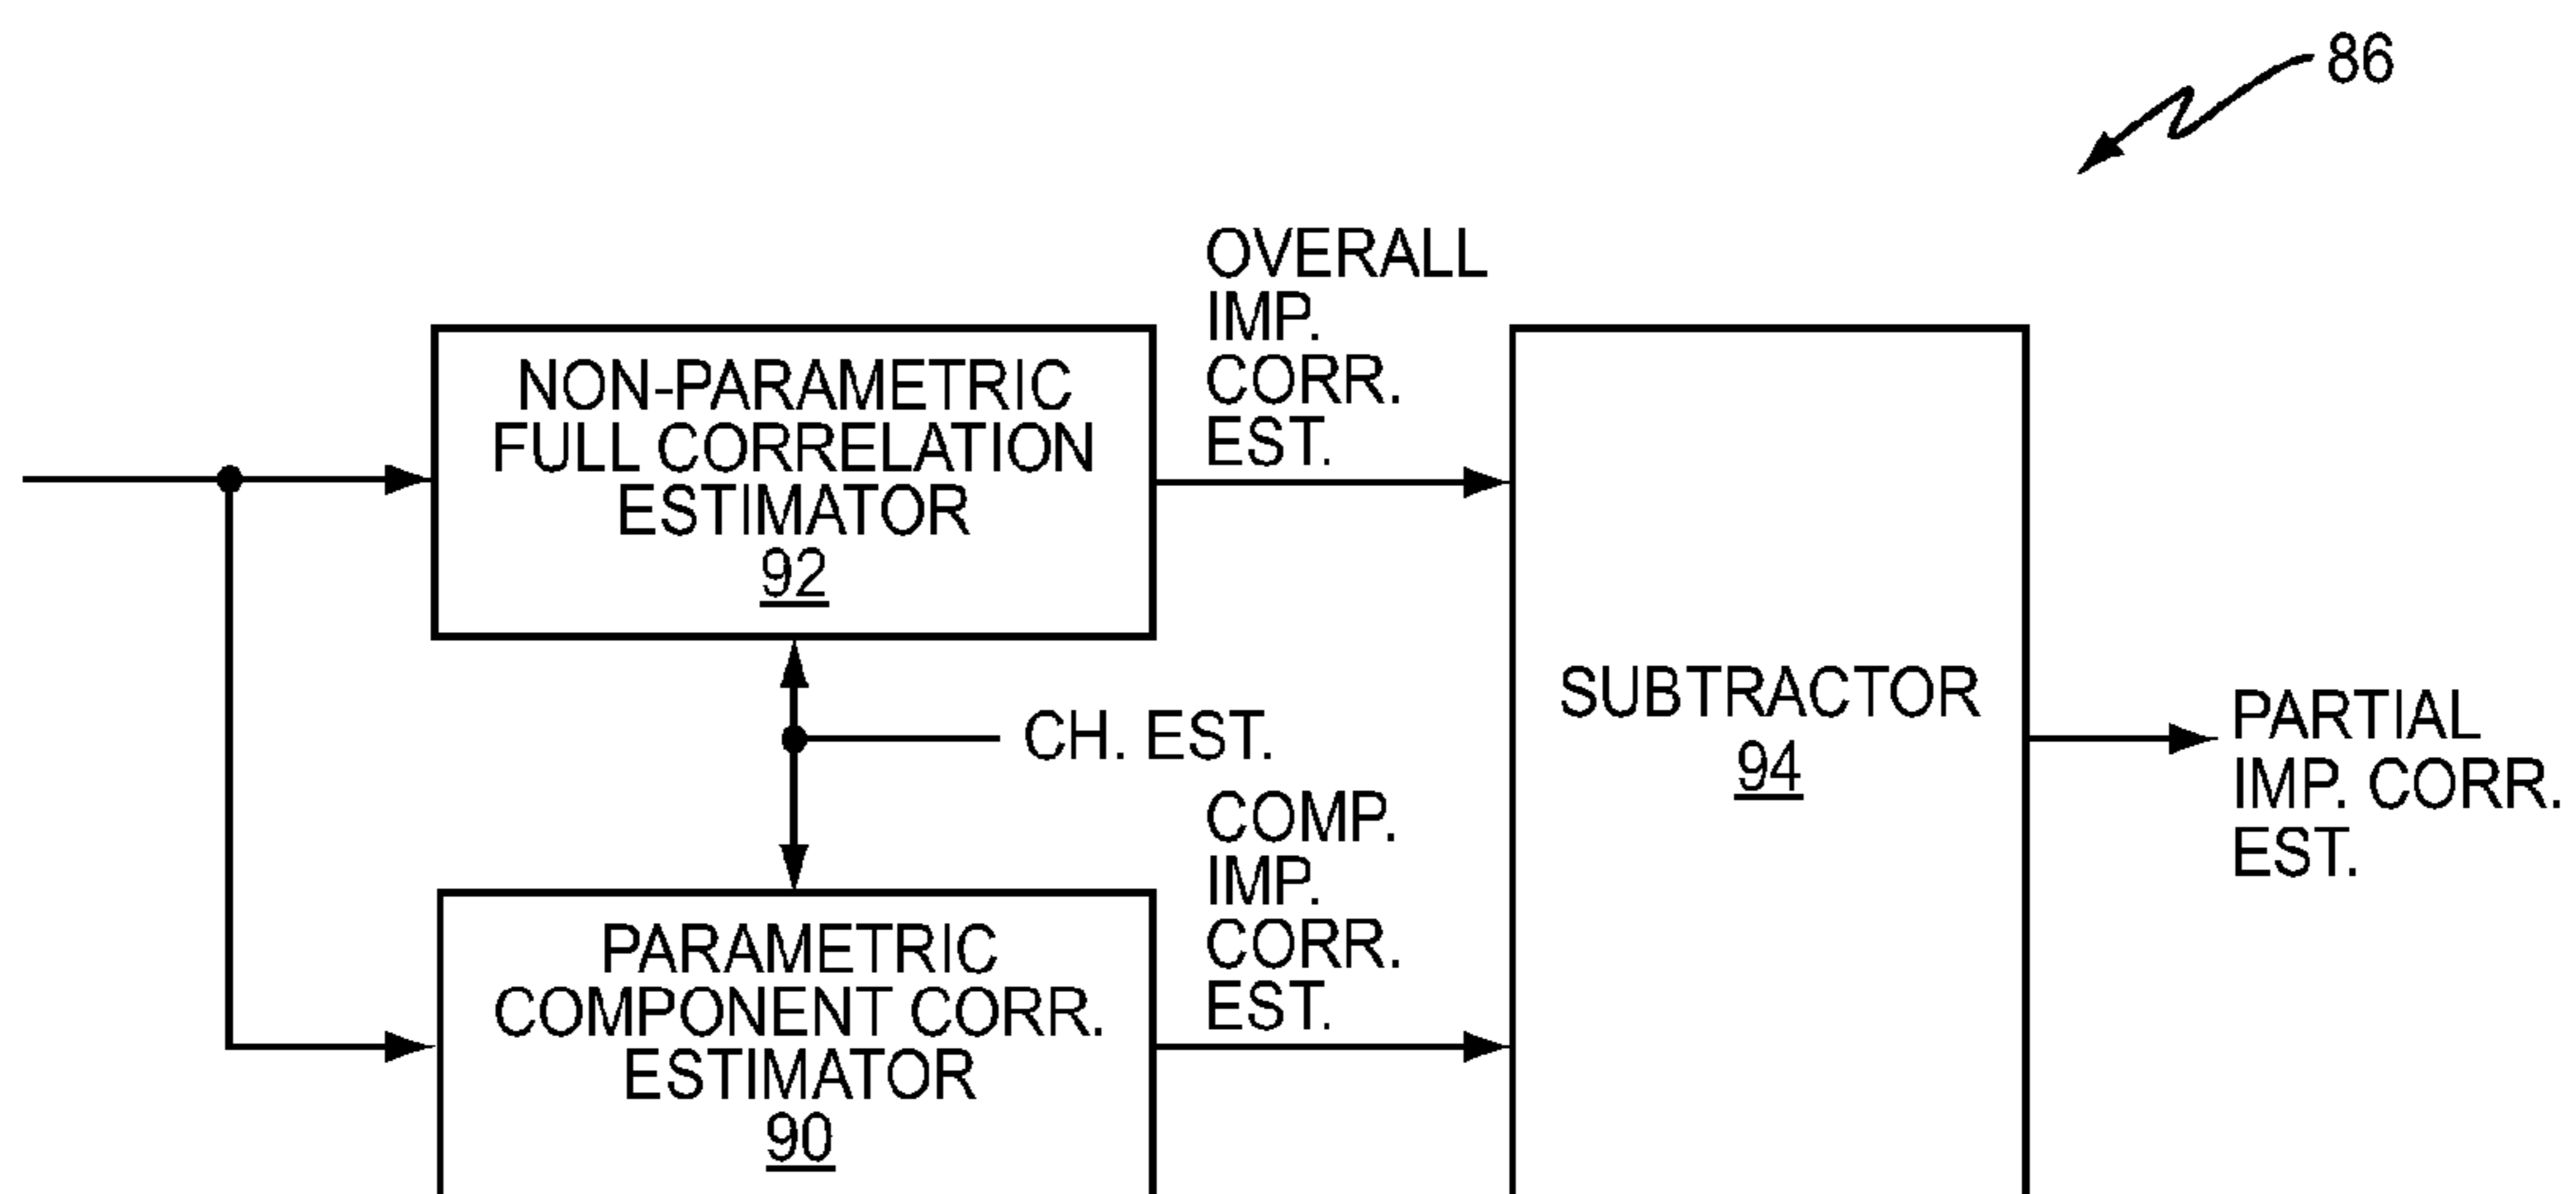 86
OVERALL
IMP.
CORR.
EST.
NON-PARAMETRIC
FULL CORRELATION
ESTIMATOR
92
CH. EST.
SUBTRACTOR
94
PARTIAL
IMP. CORR.
EST.
COMP.
IMP.
CORR.
EST.
PARAMETRIC
COMPONENT CORR.
ESTIMATOR
90